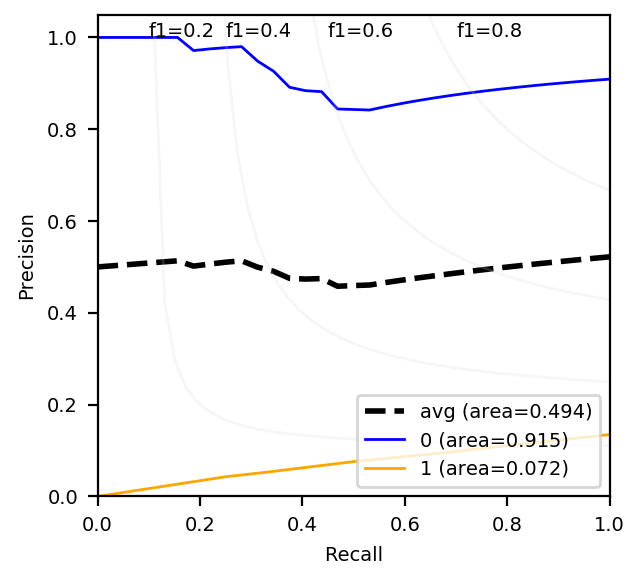 f1=0.2 f1=0.4 f1=0.6 f1=0.8
1.0
0.8
0.6
0.4
0.2
0.0
Precision
avg (area=0.494)
0 (area=0.915)
1 (area=0.072)
0.0 0.2 0.4 0.6 0.8 1.0
Recall